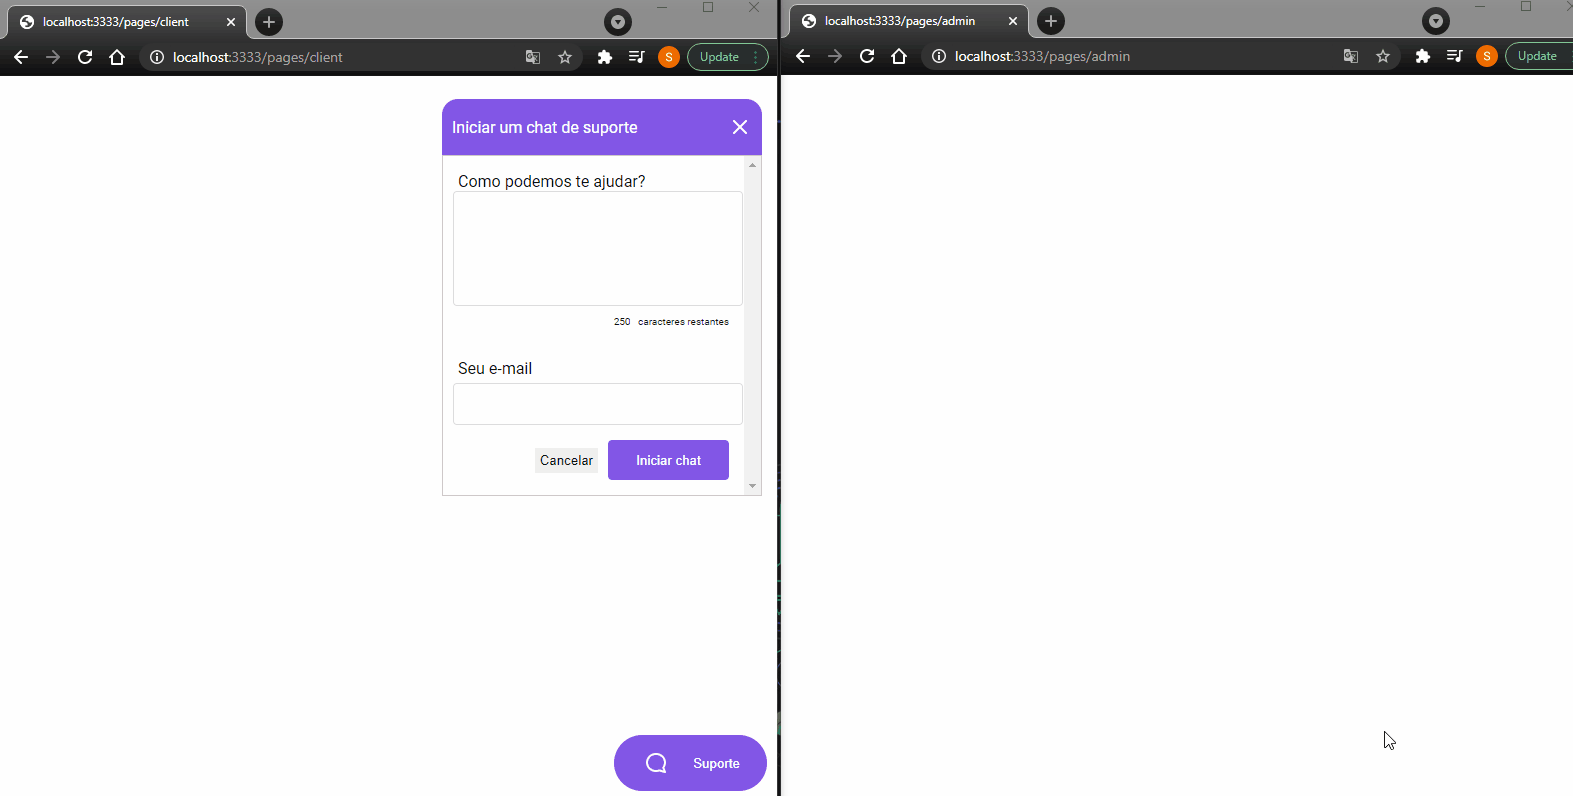 localhost:3333/pages/client
localhost:3333/pages/client
S
Update
Iniciar um chat de suporte
Como podemos te ajudar?
250 caracteres restantes
Seu e-mail
Cancelar
Iniciar chat
Suporte
localhost:3333/pages/admin
localhost:3333/pages/admin
S
Update